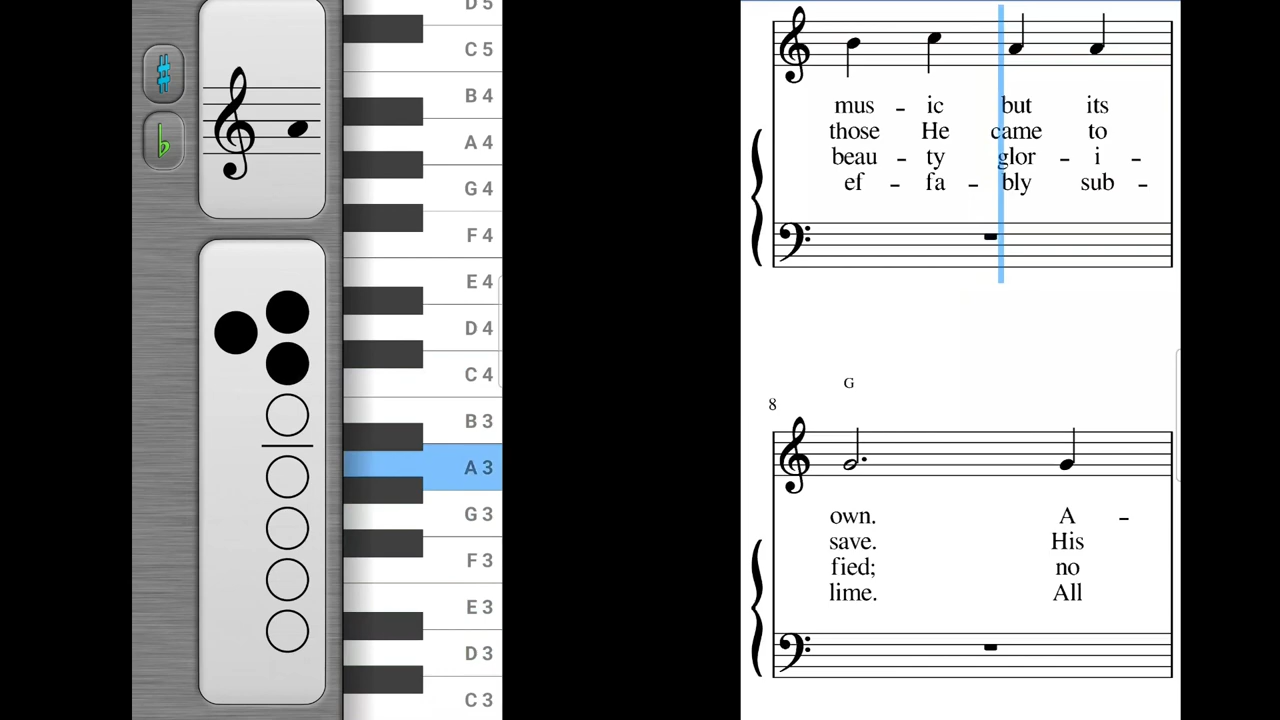 D 5
C 5
B 4
A 4
G 4
F 4
E 4
D 4
C 4
B 3
A 3
G 3
F 3
E 3
D 3
C 3
mus - ic but its
those He came to
beau - ty glor - i -
ef - fa - bly sub -
G
8
own. A -
save. His
fied; no
lime. All